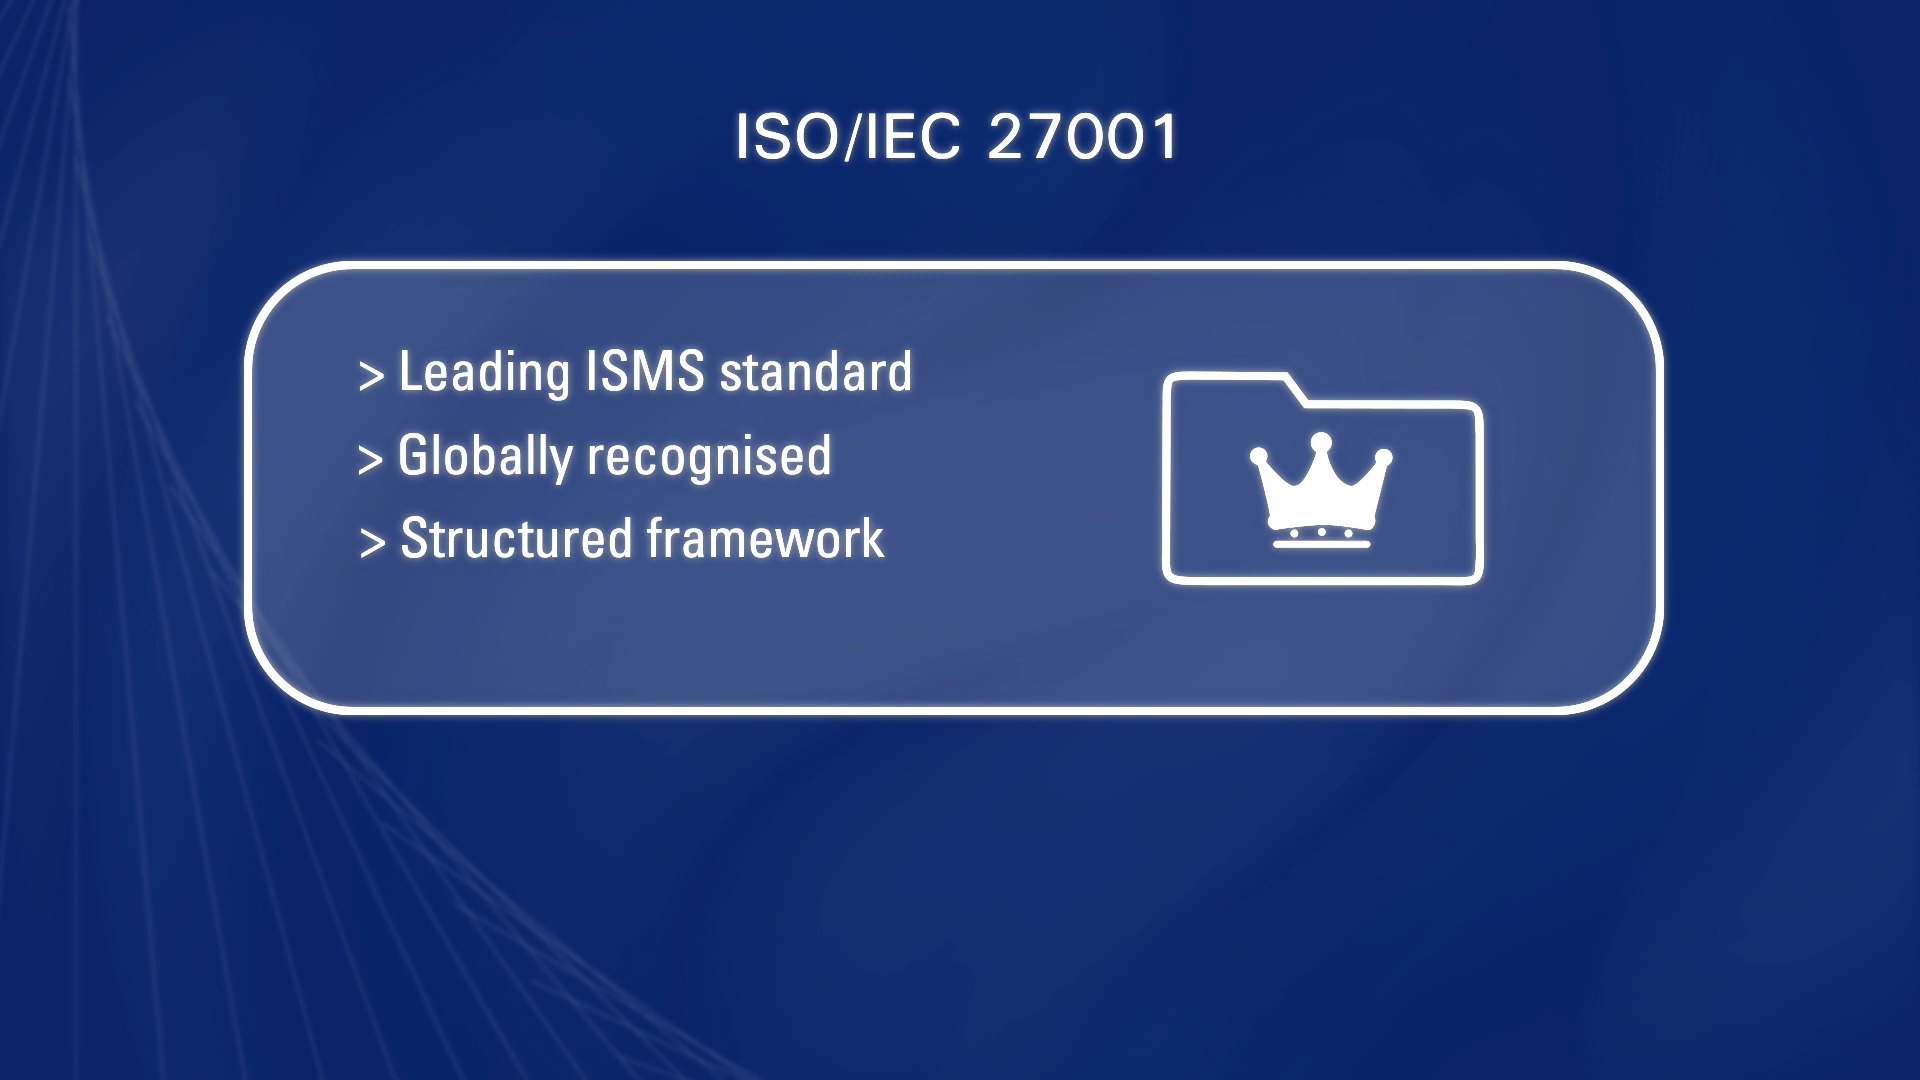 ISO/IEC 27001
> Leading ISMS standard
> Globally recognised
> Structured framework